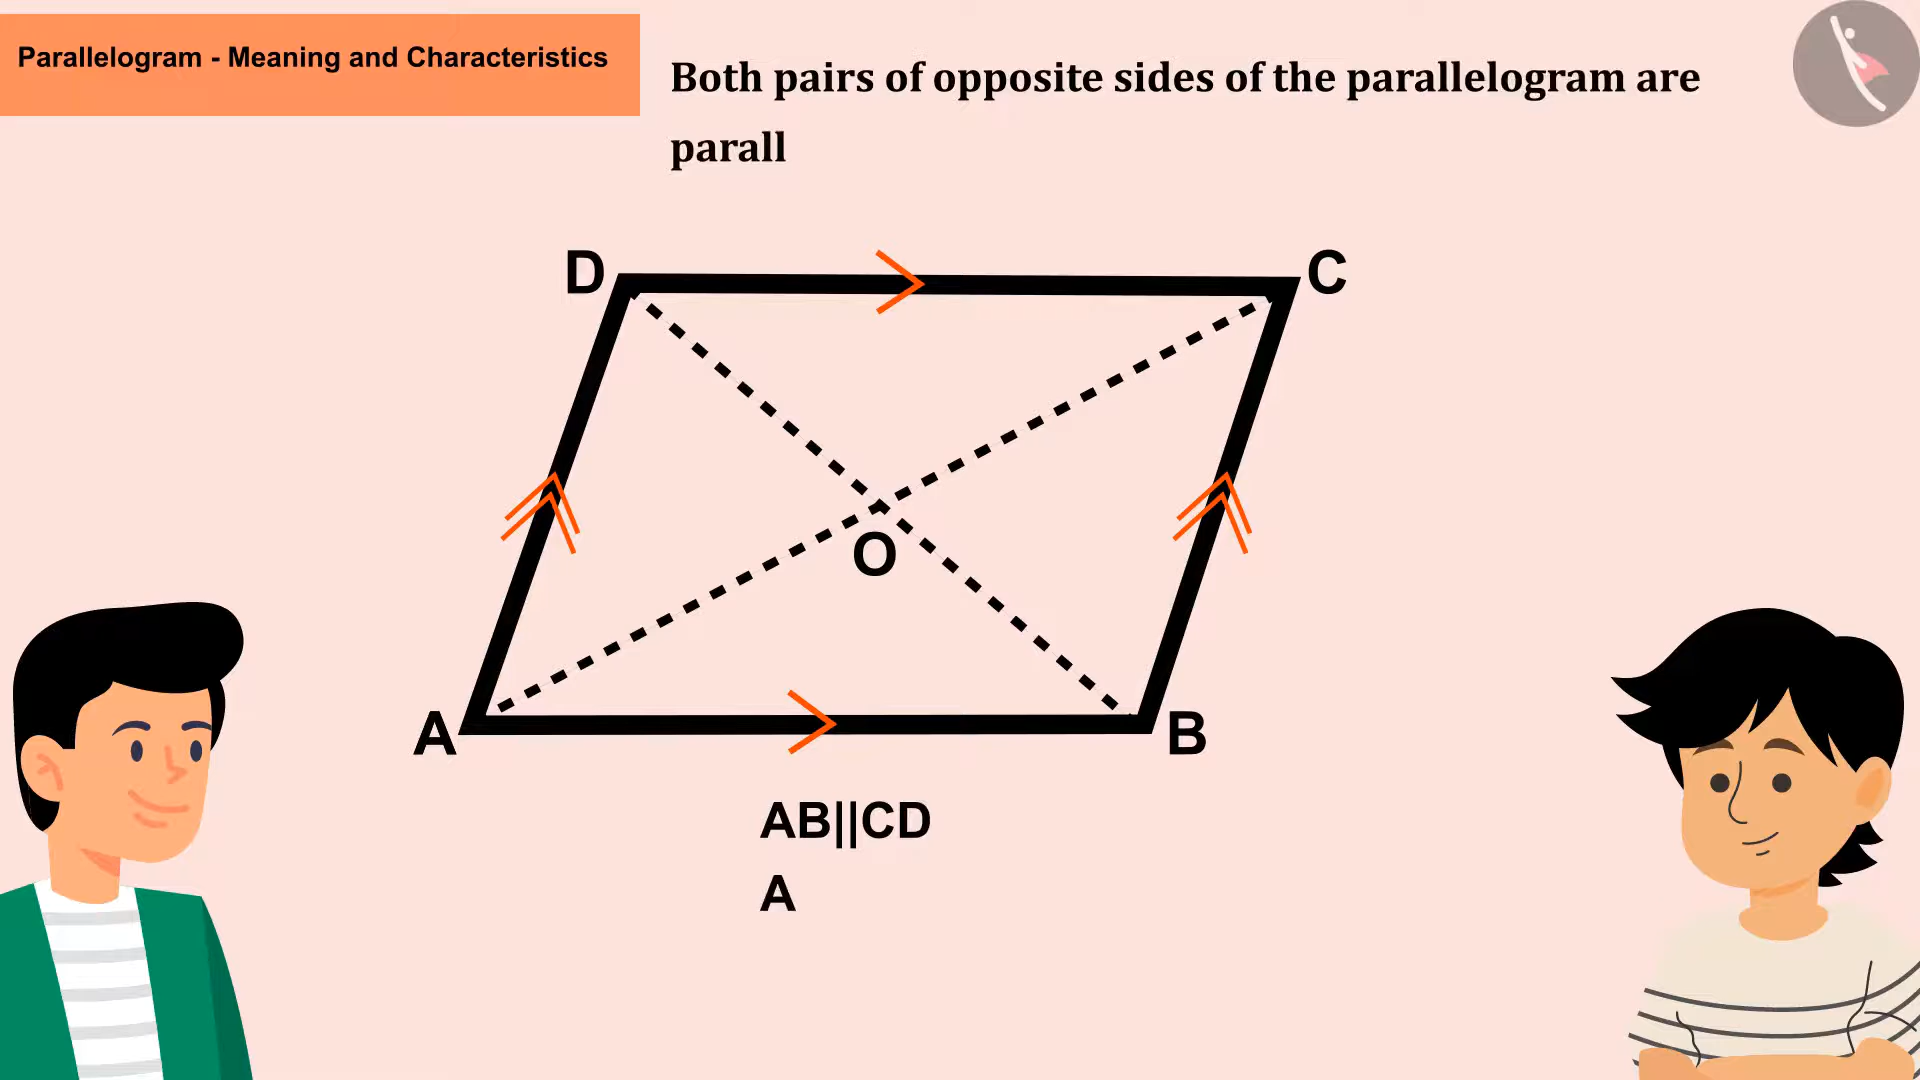 Parallelogram - Meaning and Characteristics
Both pairs of opposite sides of the parallelogram are
parall
D
C
O
A
B
AB||CD
A